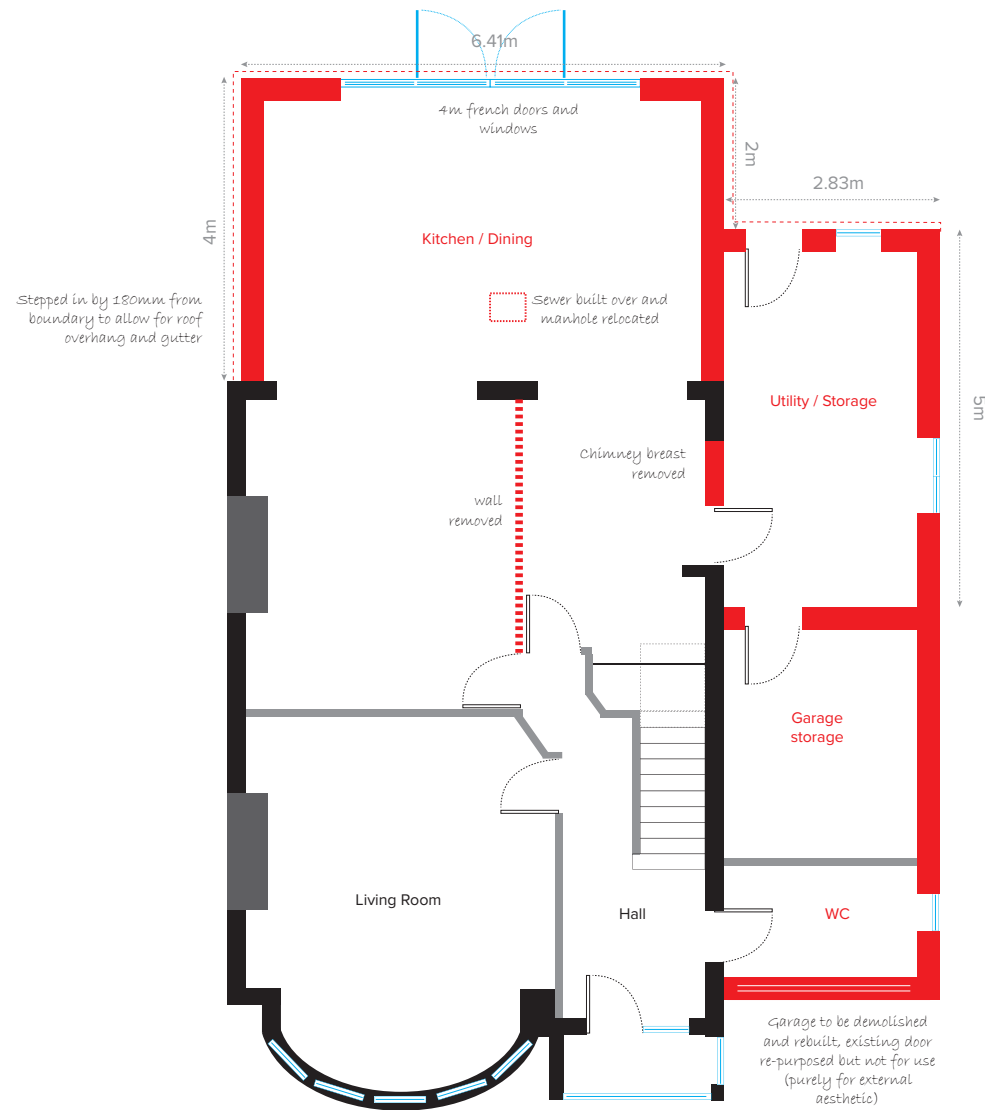 6.41m
4m french doors and
windows
2m
2.83m
4m
Kitchen / Dining
Stepped in by 180mm from
boundary to allow for roof
overhang and gutter
Sewer built over and
manhole relocated
Utility / Storage
5m
Chimney breast
removed
wall
removed
Garage
storage
Living Room
Hall
WC
Garage to be demolished
and rebuilt, existing door
re-purposed but not for use
(purely for external
aesthetic)